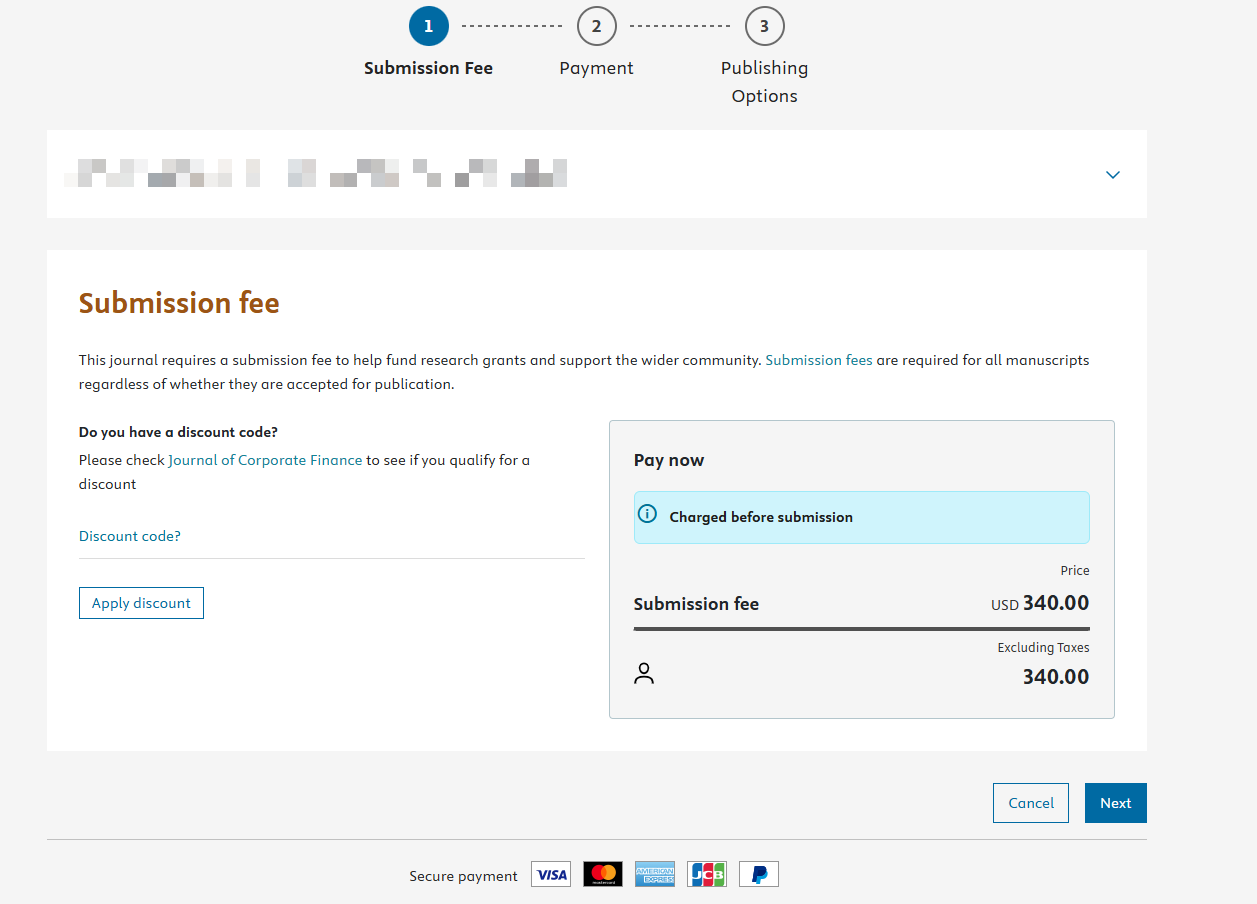 1
2
3
Submission Fee
Payment
Publishing
Options
Submission fee
This journal requires a submission fee to help fund research grants and support the wider community. Submission fees are required for all manuscripts
regardless of whether they are accepted for publication.
Do you have a discount code?
Please check Journal of Corporate Finance to see if you qualify for a
discount
Discount code?
Apply discount
Pay now
Charged before submission
Price
Submission fee
USD 340.00
Excluding Taxes
340.00
Cancel
Next
Secure payment
VISA
mastercard
AMERICAN
EXPRESS
JCB